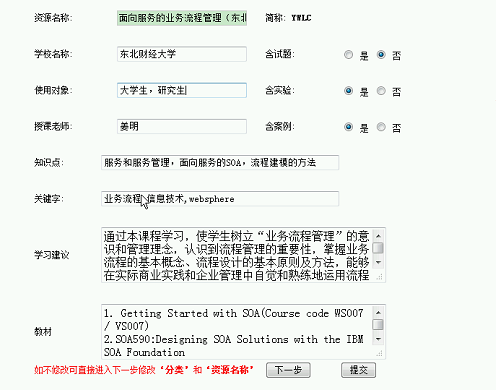 资源名称: 面向服务的业务流程管理（东北 简称: YWLC
学校名称: 东北财经大学 含试题: 是 否
使用对象: 大学生，研究生 含实验: 是 否
授课老师: 姜明 含案例: 是 否
知识点: 服务和服务管理，面向服务的SOA，流程建模的方法
关键字: 业务流程,信息技术,websphere
学习建议
通过本课程学习，使学生树立“业务流程管理”的意
识和管理理念，认识到流程管理的重要性，掌握业务
流程的基本概念、流程设计的基本原则及方法，能够
在实际商业实践和企业管理中自觉和熟练地运用流程
教材
1. Getting Started with SOA(Course code WS007
/ VS007)
2.SOA590:Designing SOA Solutions with the IBM
SOA Foundation
如不修改可直接进入下一步修改“分类”和“资源名称” 下一步 提交